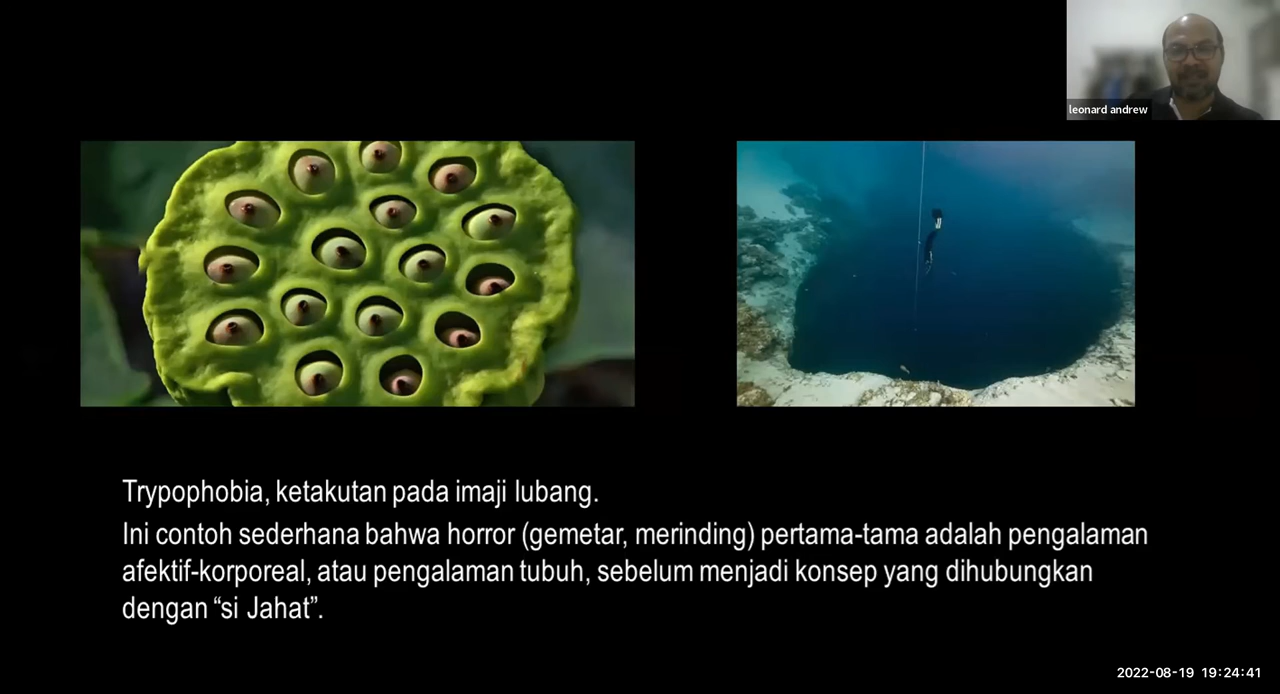 leonard andrew
Trypophobia, ketakutan pada imaji lubang.
Ini contoh sederhana bahwa horror (gemetar, merinding) pertama-tama adalah pengalaman
afektif-korporeal, atau pengalaman tubuh, sebelum menjadi konsep yang dihubungkan
dengan “si Jahat”.
2022-08-19 19:24:41